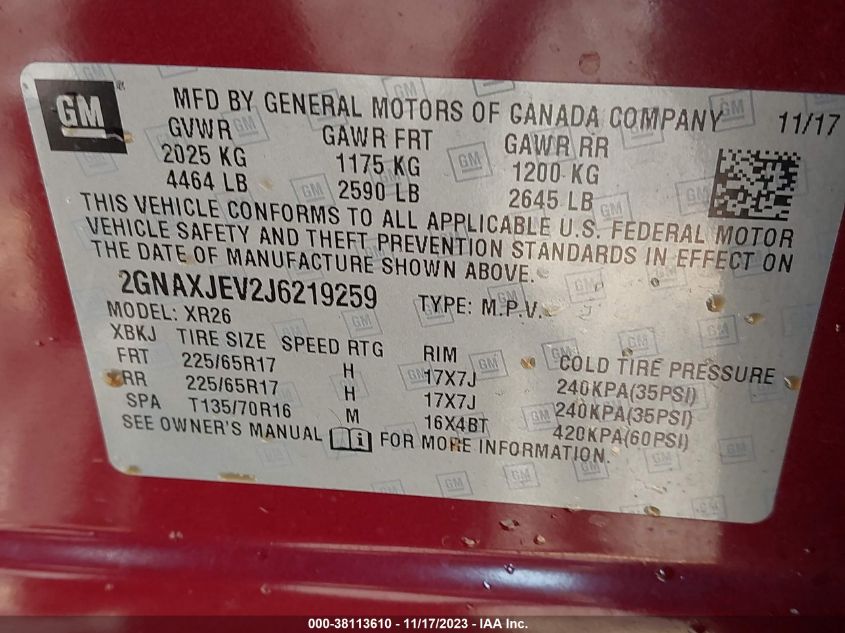 GM
MFD BY GENERAL MOTORS OF CANADA COMPANY 11/17
GVWR GAWR FRT GAWR RR
2025 KG 1175 KG 1200 KG
4464 LB 2590 LB 2645 LB
THIS VEHICLE CONFORMS TO ALL APPLICABLE U.S. FEDERAL MOTOR
VEHICLE SAFETY AND THEFT PREVENTION STANDARDS IN EFFECT ON
THE DATE OF MANUFACTURE SHOWN ABOVE.
2GNAXJEV2J6219259 TYPE: M.P.V.
MODEL: XR26
XBKJ TIRE SIZE SPEED RTG RIM COLD TIRE PRESSURE
FRT 225/65R17 H 17X7J 240KPA(35PSI)
RR 225/65R17 H 17X7J 240KPA(35PSI)
SPA T135/70R16 M 16X4BT 420KPA(60PSI)
SEE OWNER'S MANUAL FOR MORE INFORMATION.
000-38113610 - 11/17/2023 - IAA Inc.